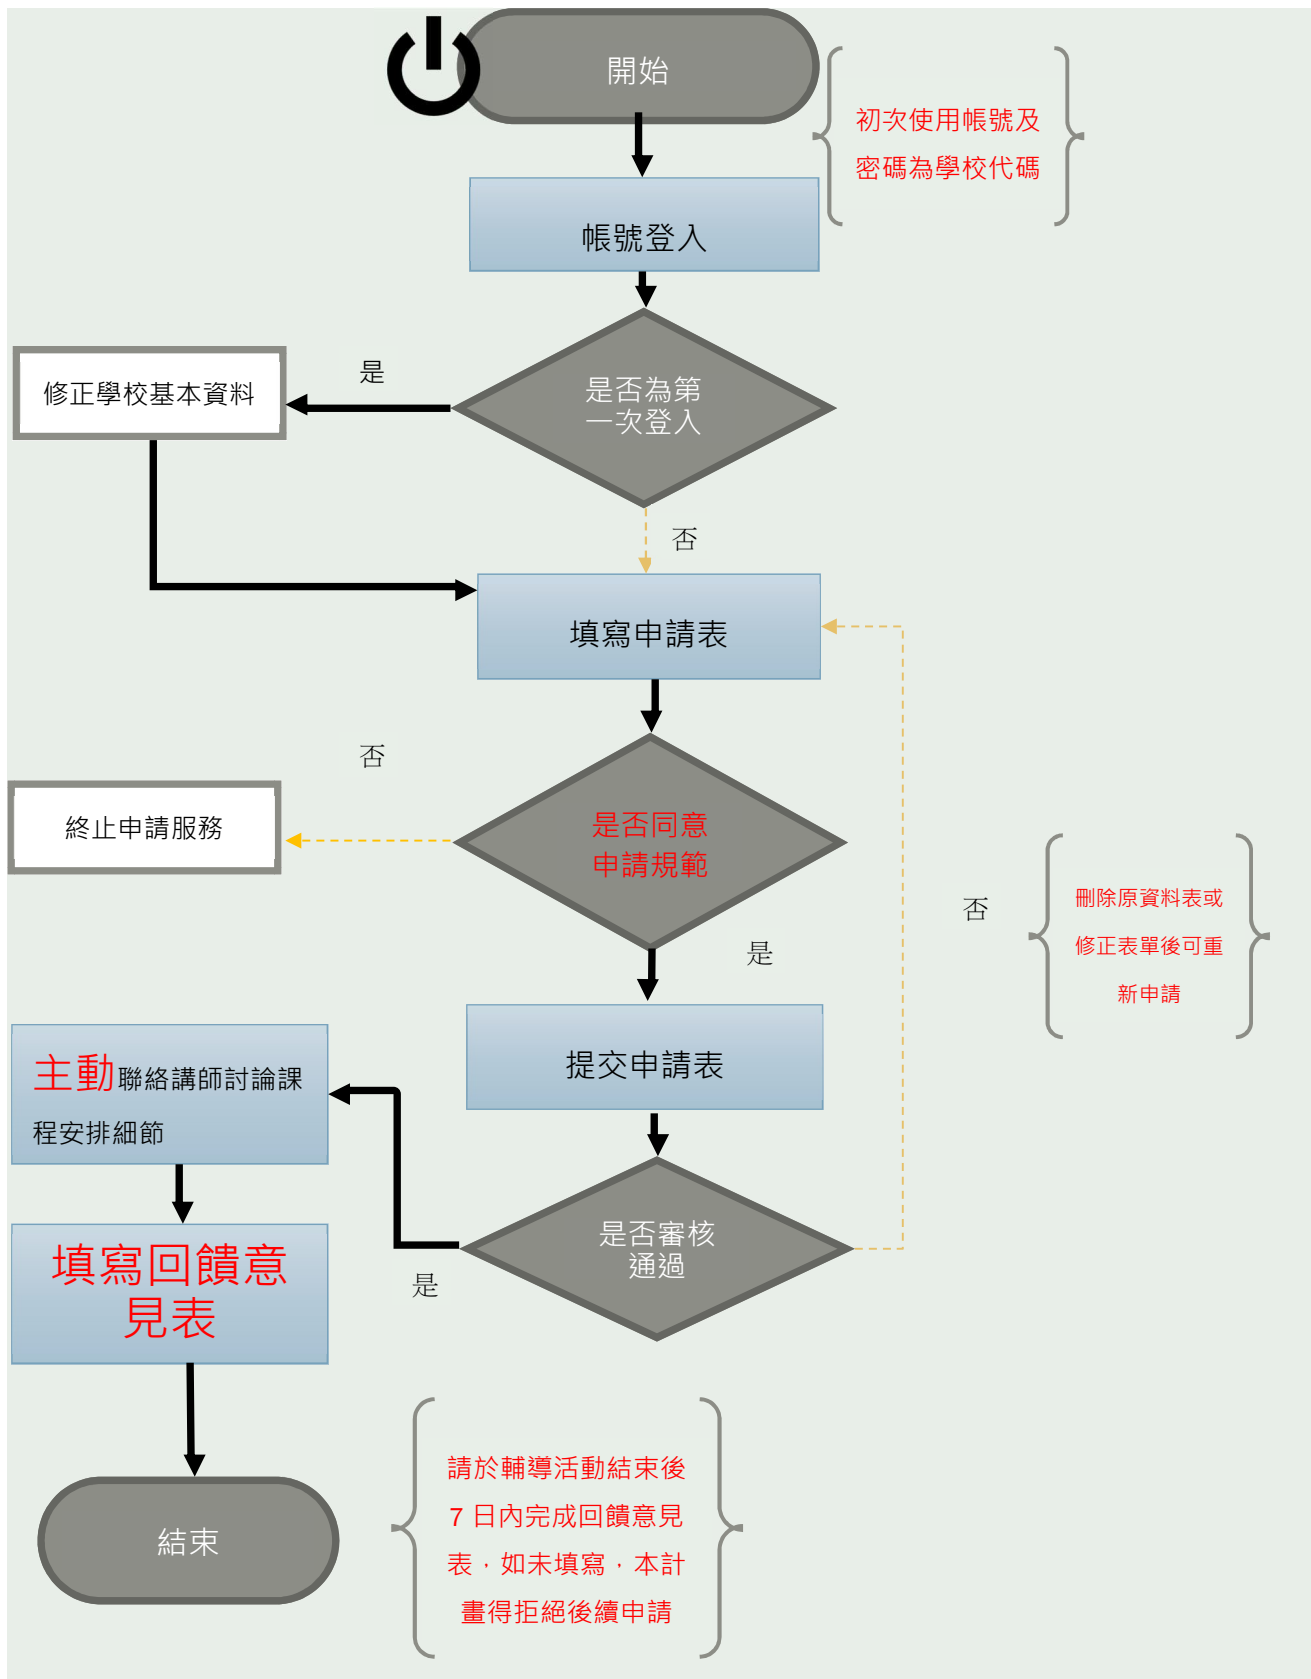 開始
初次使用帳號及
密碼為學校代碼
帳號登入
是否為第
一次登入
是
修正學校基本資料
否
填寫申請表
否
是否同意
申請規範
終止申請服務
是
否
刪除原資料表或
修正表單後可重
新申請
提交申請表
主動聯絡講師討論課
程安排細節
是否審核
通過
是
填寫回饋意
見表
請於輔導活動結束後
7 日內完成回饋意見
表，如未填寫，本計
畫得拒絕後續申請
結束